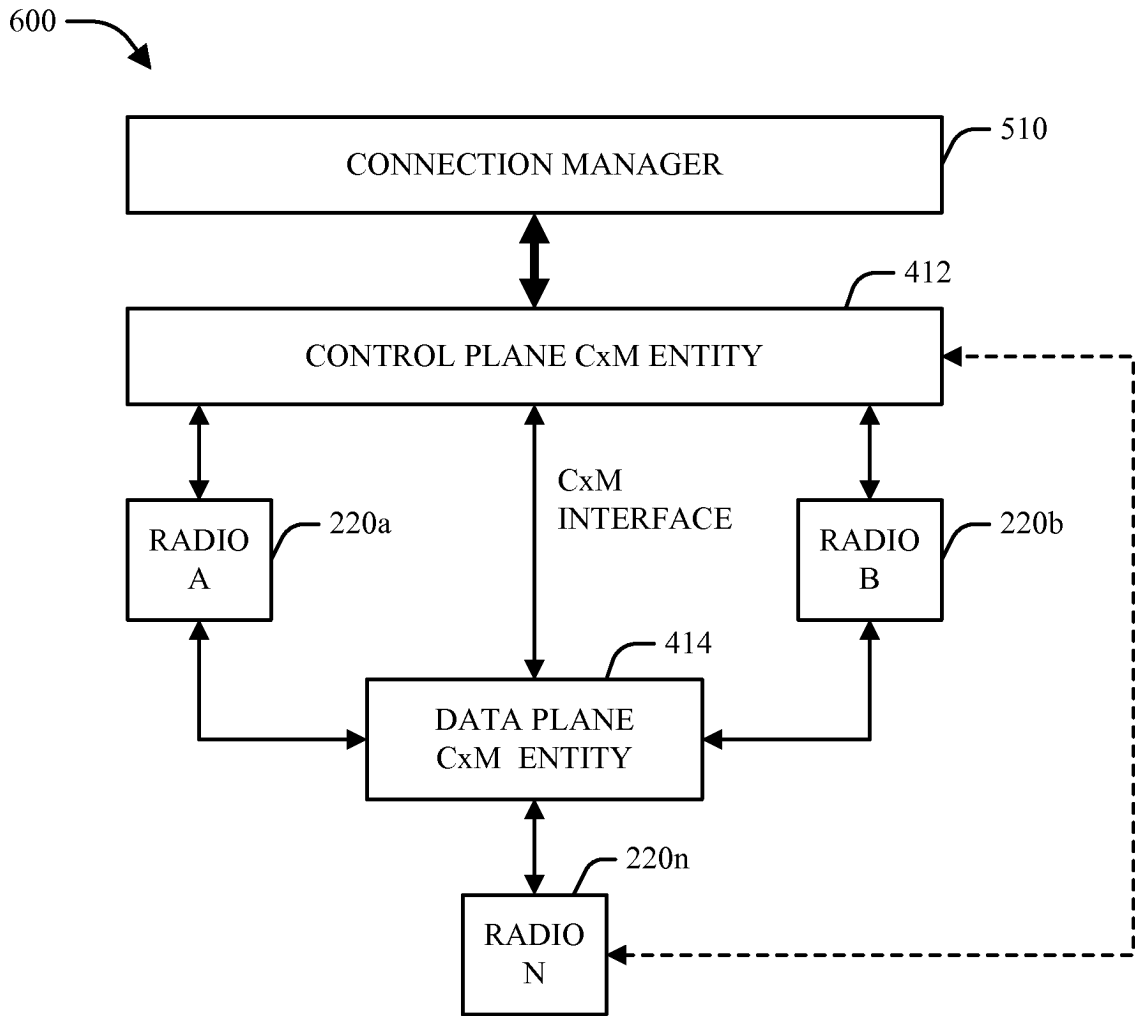 600
510
CONNECTION MANAGER
412
CONTROL PLANE CxM ENTITY
CxM
INTERFACE
RADIO
A
220a
RADIO
B
220b
414
DATA PLANE
CxM ENTITY
220n
RADIO
N